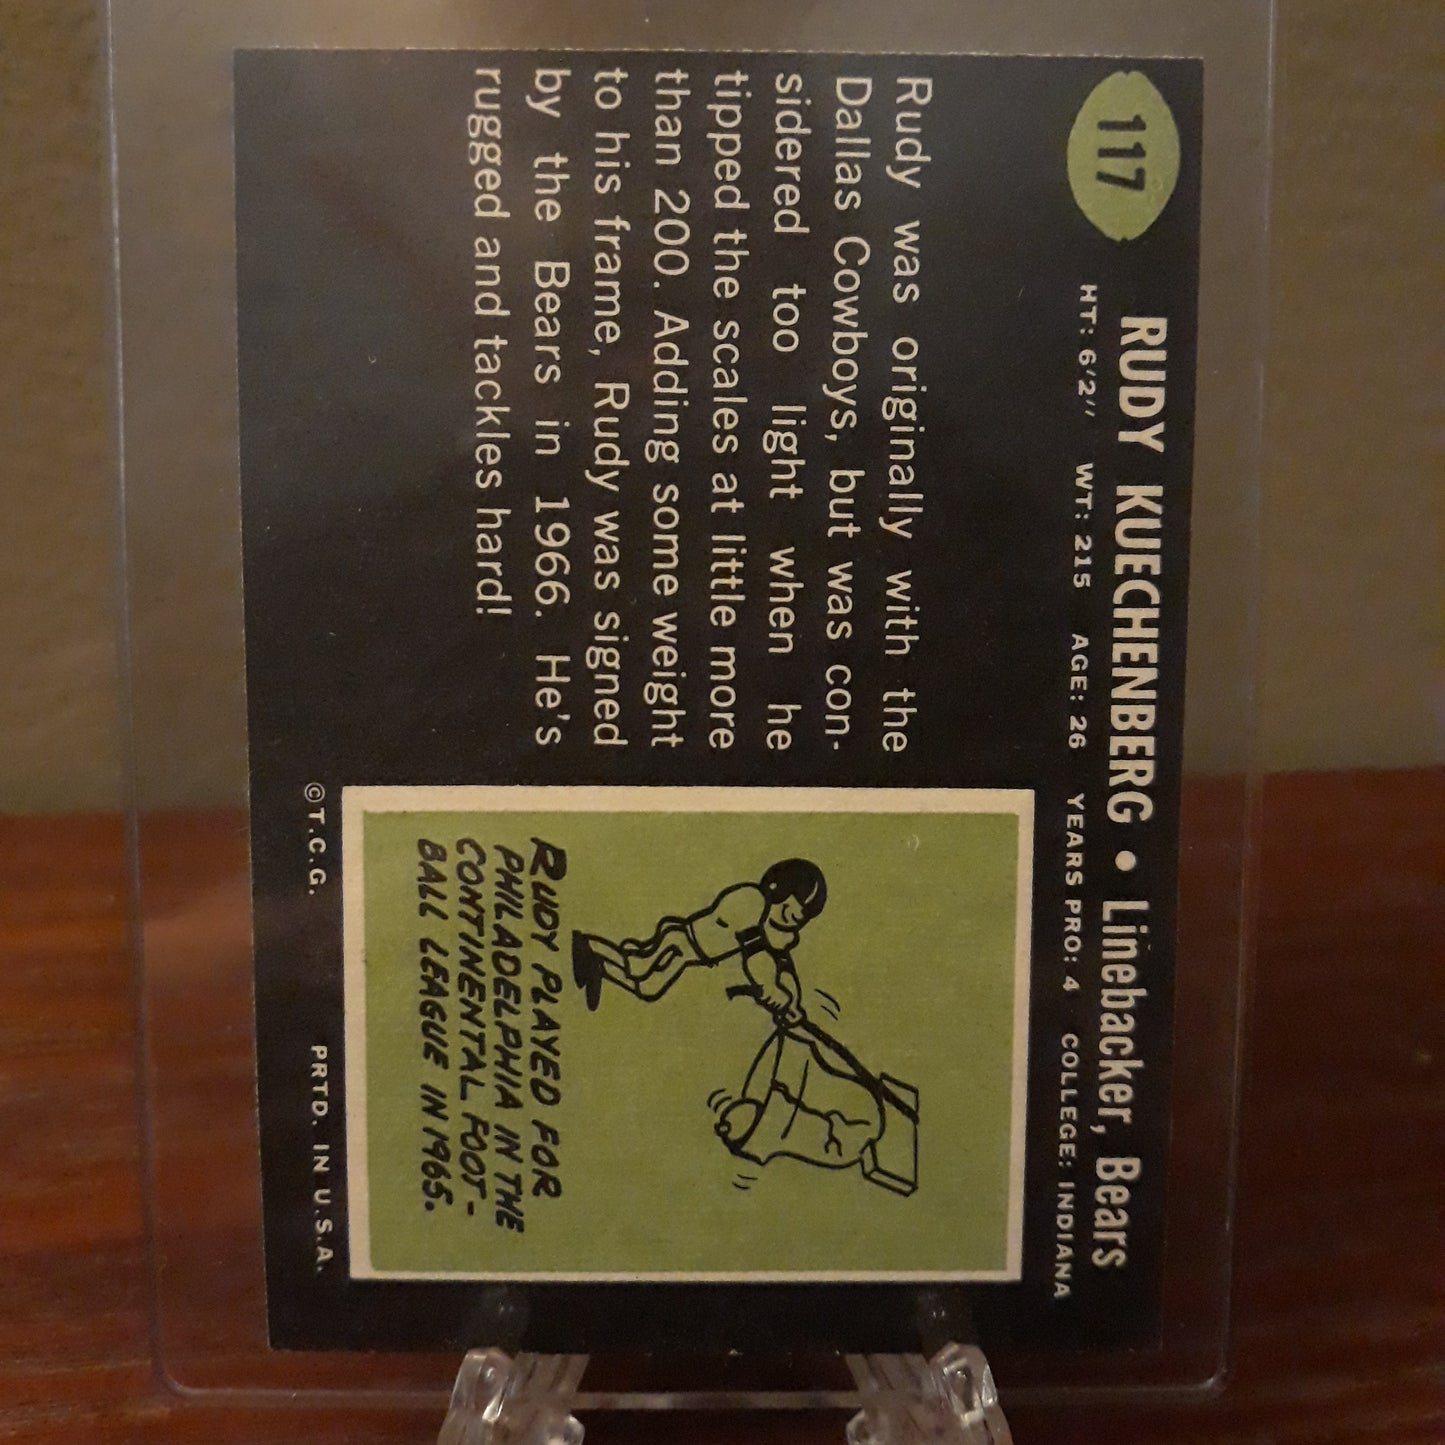 117
RUDY KUECHENBERG • Linebacker, Bears
HT: 6'2" WT: 215 AGE: 26 YEARS PRO: 4 COLLEGE: INDIANA
Rudy was originally with the
Dallas Cowboys, but was con-
sidered too light when he
tipped the scales at little more
than 200. Adding some weight
to his frame, Rudy was signed
by the Bears in 1966. He's
rugged and tackles hard!
RUDY PLAYED FOR
PHILADELPHIA IN THE
CONTINENTAL FOOT-
BALL LEAGUE IN 1965.
©T.C.G. PRTD. IN U.S.A.